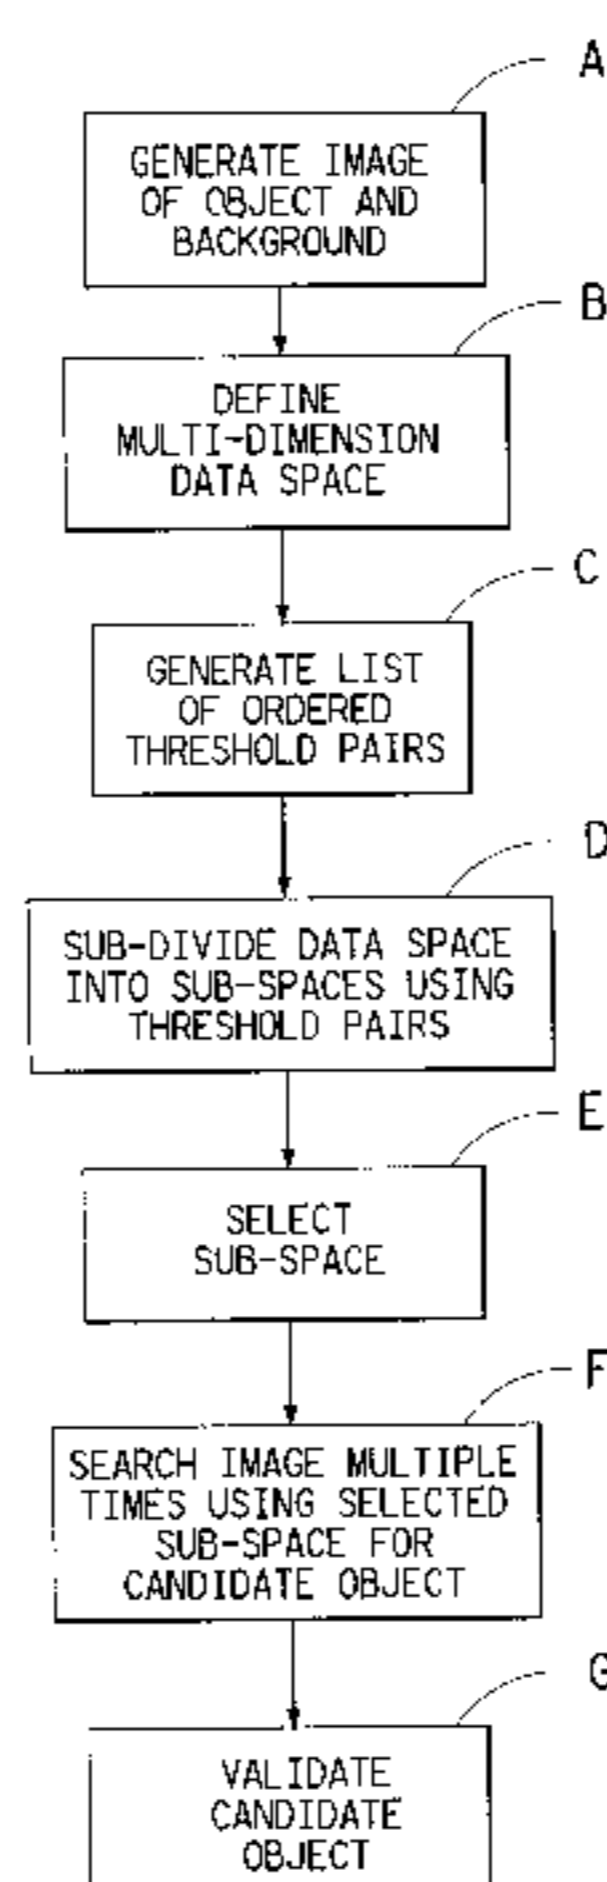 A
GENERATE IMAGE
OF OBJECT AND
BACKGROUND
B
DEFINE
MULTI-DIMENSION
DATA SPACE
C
GENERATE LIST
OF ORDERED
THRESHOLD PAIRS
D
SUB-DIVIDE DATA SPACE
INTO SUB-SPACES USING
THRESHOLD PAIRS
E
SELECT
SUB-SPACE
F
SEARCH IMAGE MULTIPLE
TIMES USING SELECTED
SUB-SPACE FOR
CANDIDATE OBJECT
G
VALIDATE
CANDIDATE
OBJECT